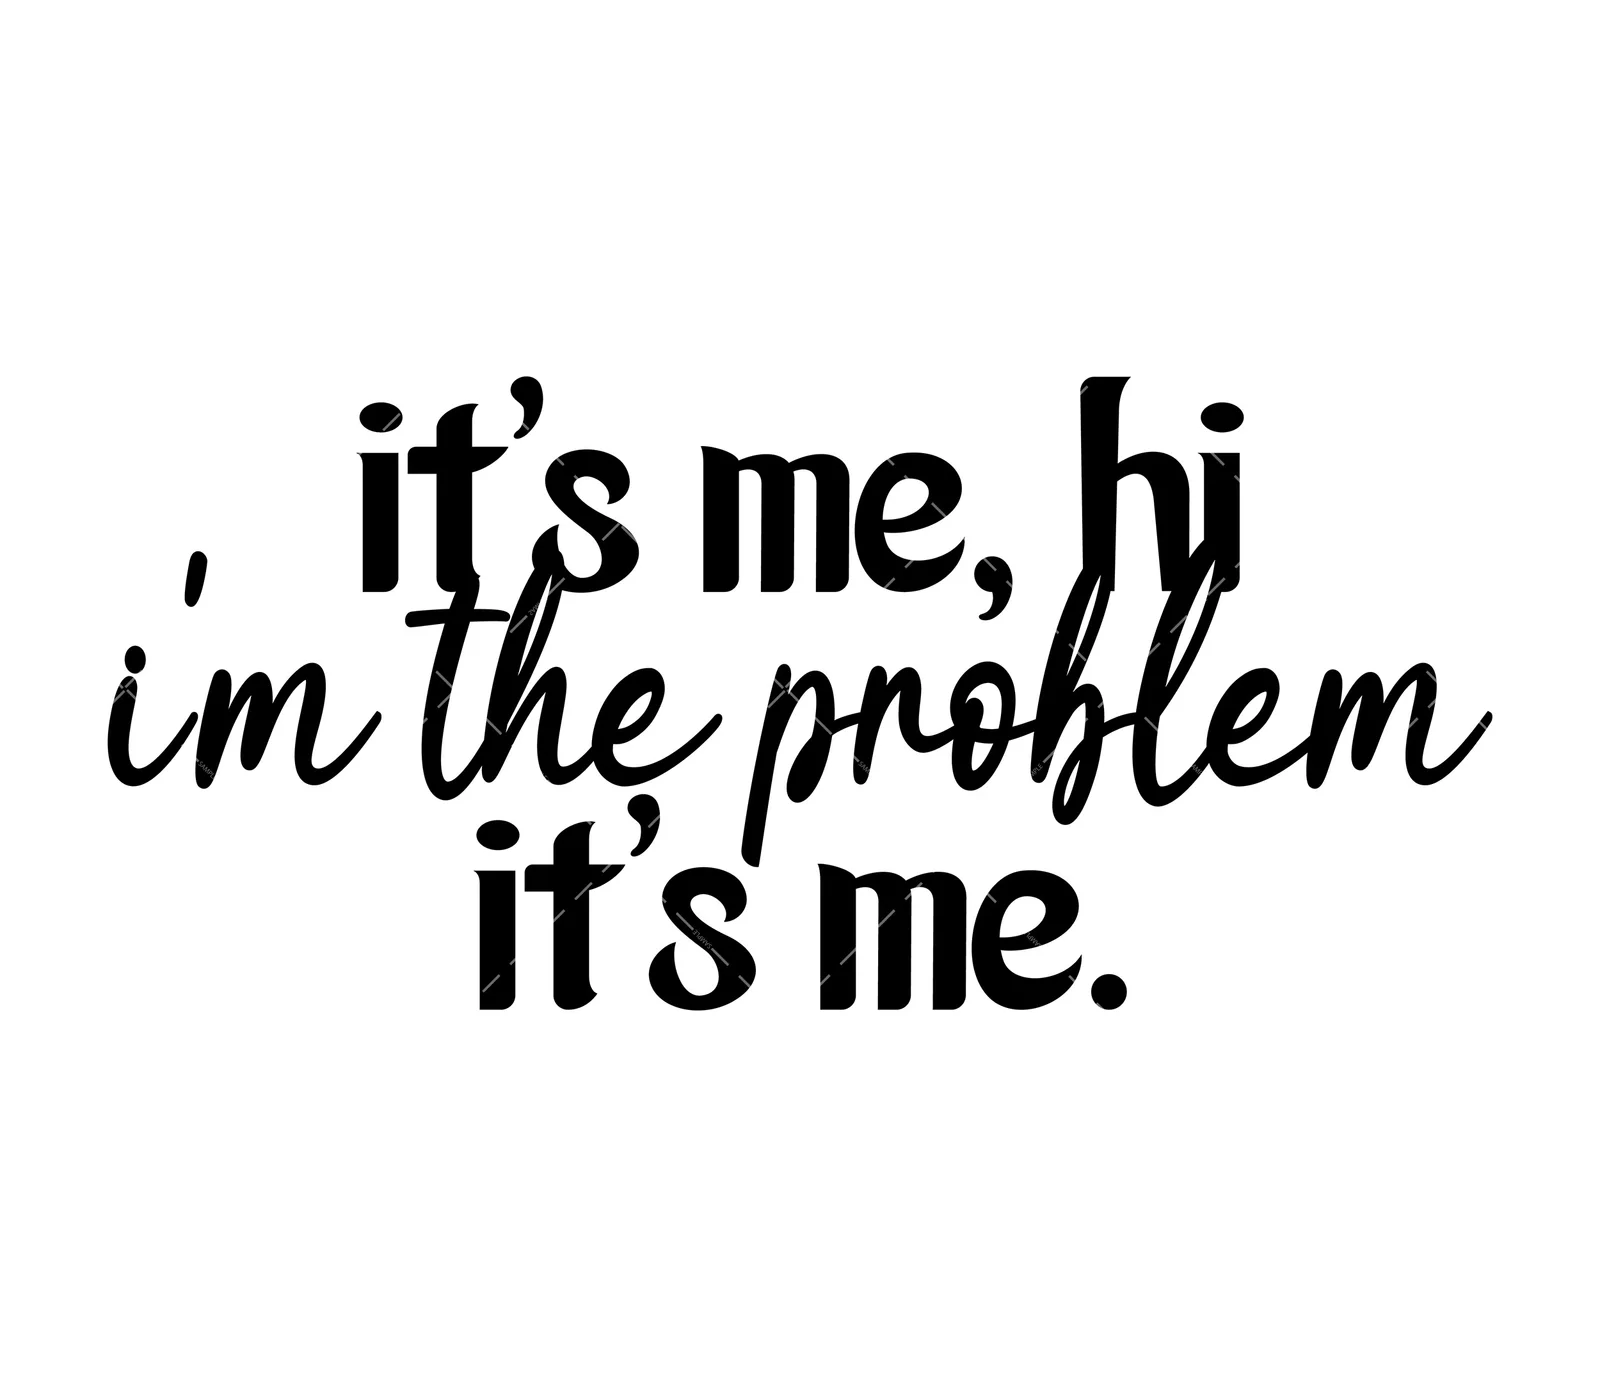 it's me, hi
i'm the problem
it's me.